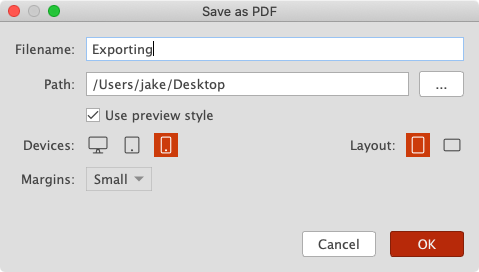 Save as PDF
Filename: Exporting
Path: /Users/jake/Desktop ...
Use preview style
Devices: Layout:
Margins: Small
Cancel OK